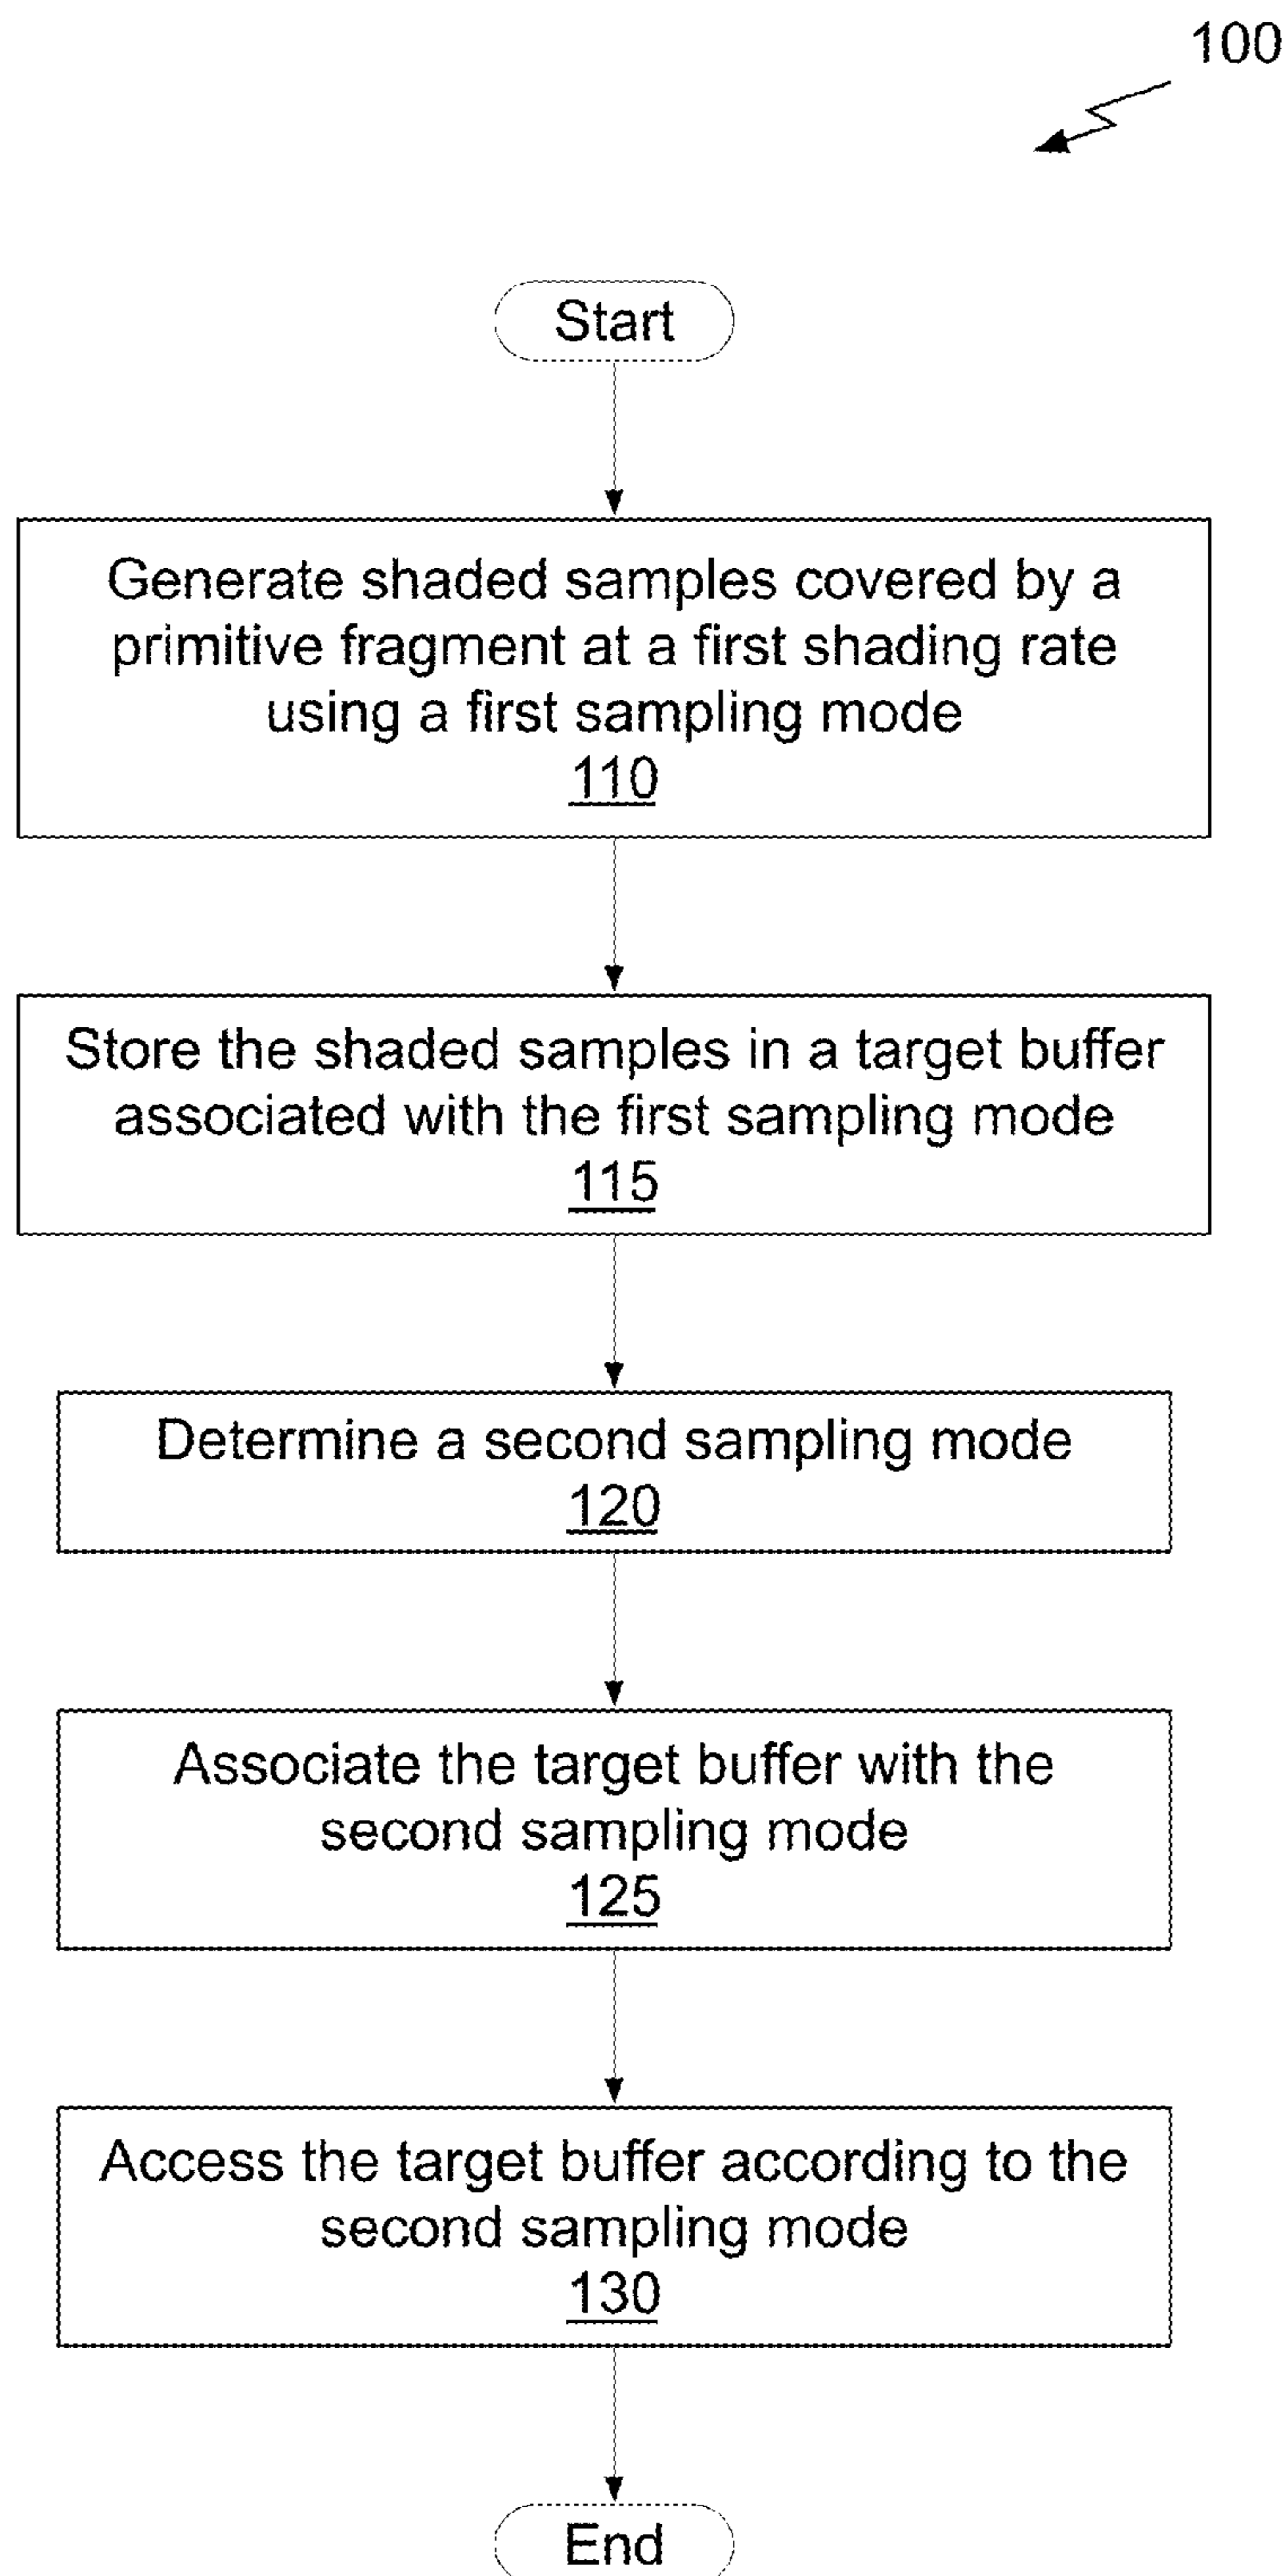 100
Start
Generate shaded samples covered by a
primitive fragment at a first shading rate
using a first sampling mode
110
Store the shaded samples in a target buffer
associated with the first sampling mode
115
Determine a second sampling mode
120
Associate the target buffer with the
second sampling mode
125
Access the target buffer according to the
second sampling mode
130
End